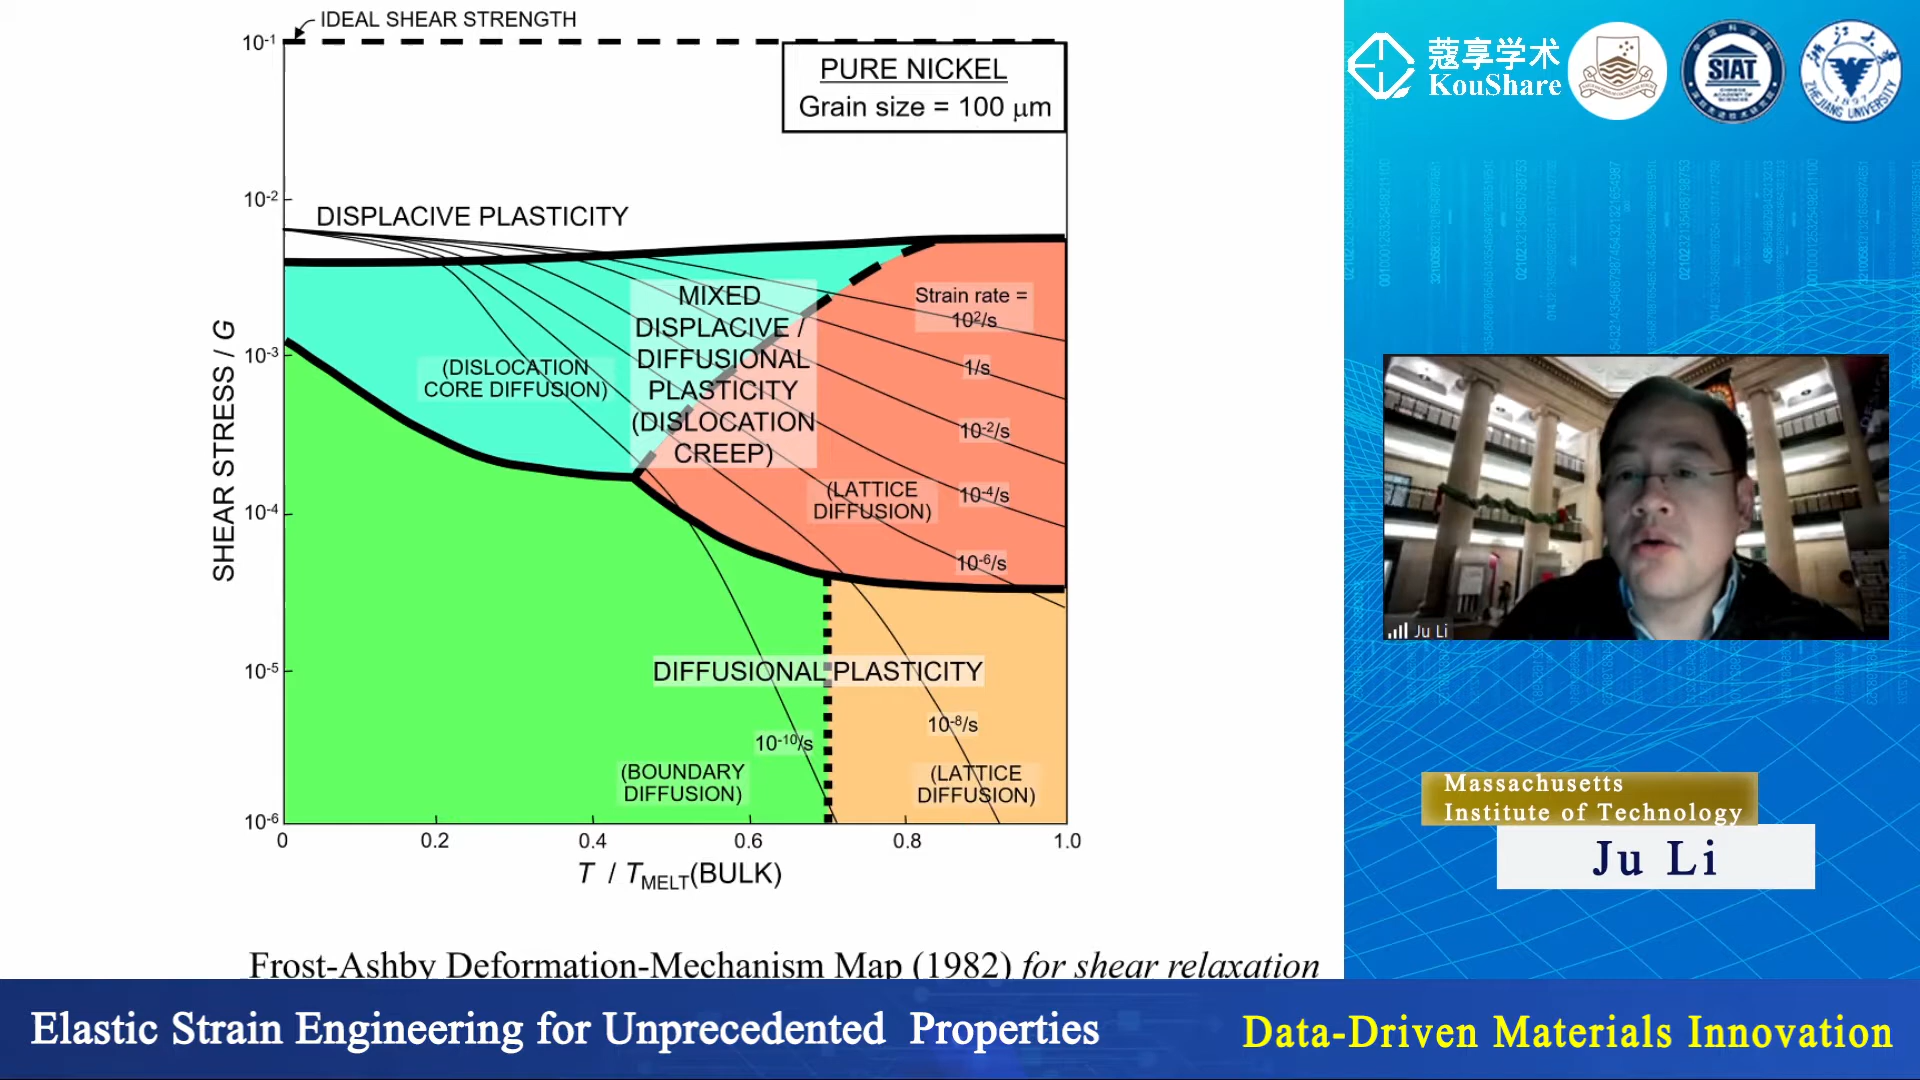 IDEAL SHEAR STRENGTH
10-1
PURE NICKEL
Grain size = 100 μm
10-2
DISPLACIVE PLASTICITY
MIXED
DISPLACIVE /
DIFFUSIONAL
PLASTICITY
(DISLOCATION
CREEP)
Strain rate =
10²/s
(DISLOCATION
CORE DIFFUSION)
1/s
10-3
10-2/s
SHEAR STRESS / G
(LATTICE
DIFFUSION)
10-4/s
10-4
10-6/s
DIFFUSIONAL PLASTICITY
10-5
10-8/s
10-10/s
(BOUNDARY
DIFFUSION)
(LATTICE
DIFFUSION)
10-6
0 0.2 0.4 0.6 0.8 1.0
T / TMELT(BULK)
Frost-Ashby Deformation-Mechanism Map (1982) for shear relaxation
蔻享学术
KouShare
SIAT
ZHEJIANG UNIVERSITY
1897
Ju Li
Massachusetts
Institute of Technology
Ju Li
Elastic Strain Engineering for Unprecedented Properties
Data-Driven Materials Innovation